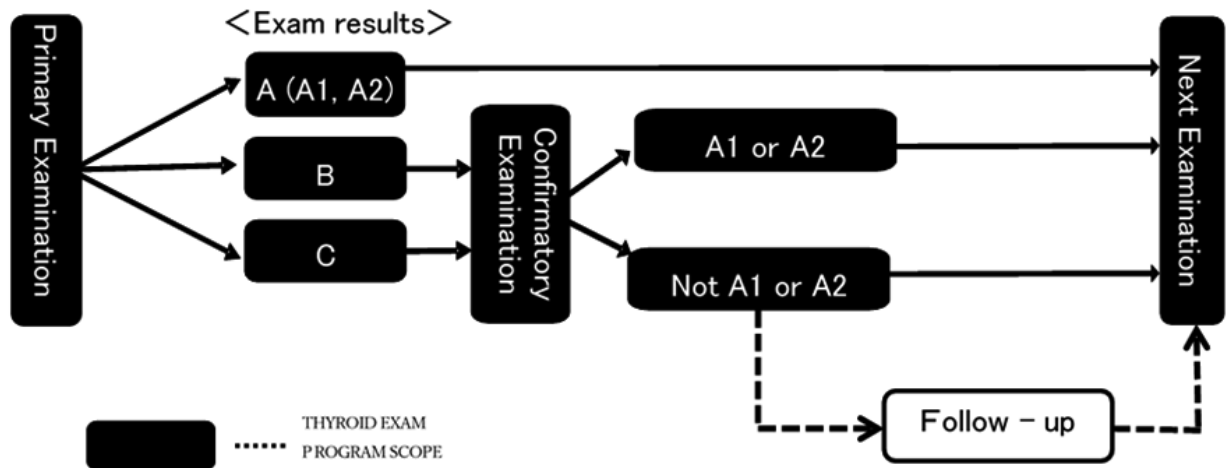 <Exam results>
Primary Examination
A (A1, A2)
B
C
Confirmatory
Examination
A1 or A2
Not A1 or A2
Next Examination
Follow - up
THYROID EXAM
PROGRAM SCOPE